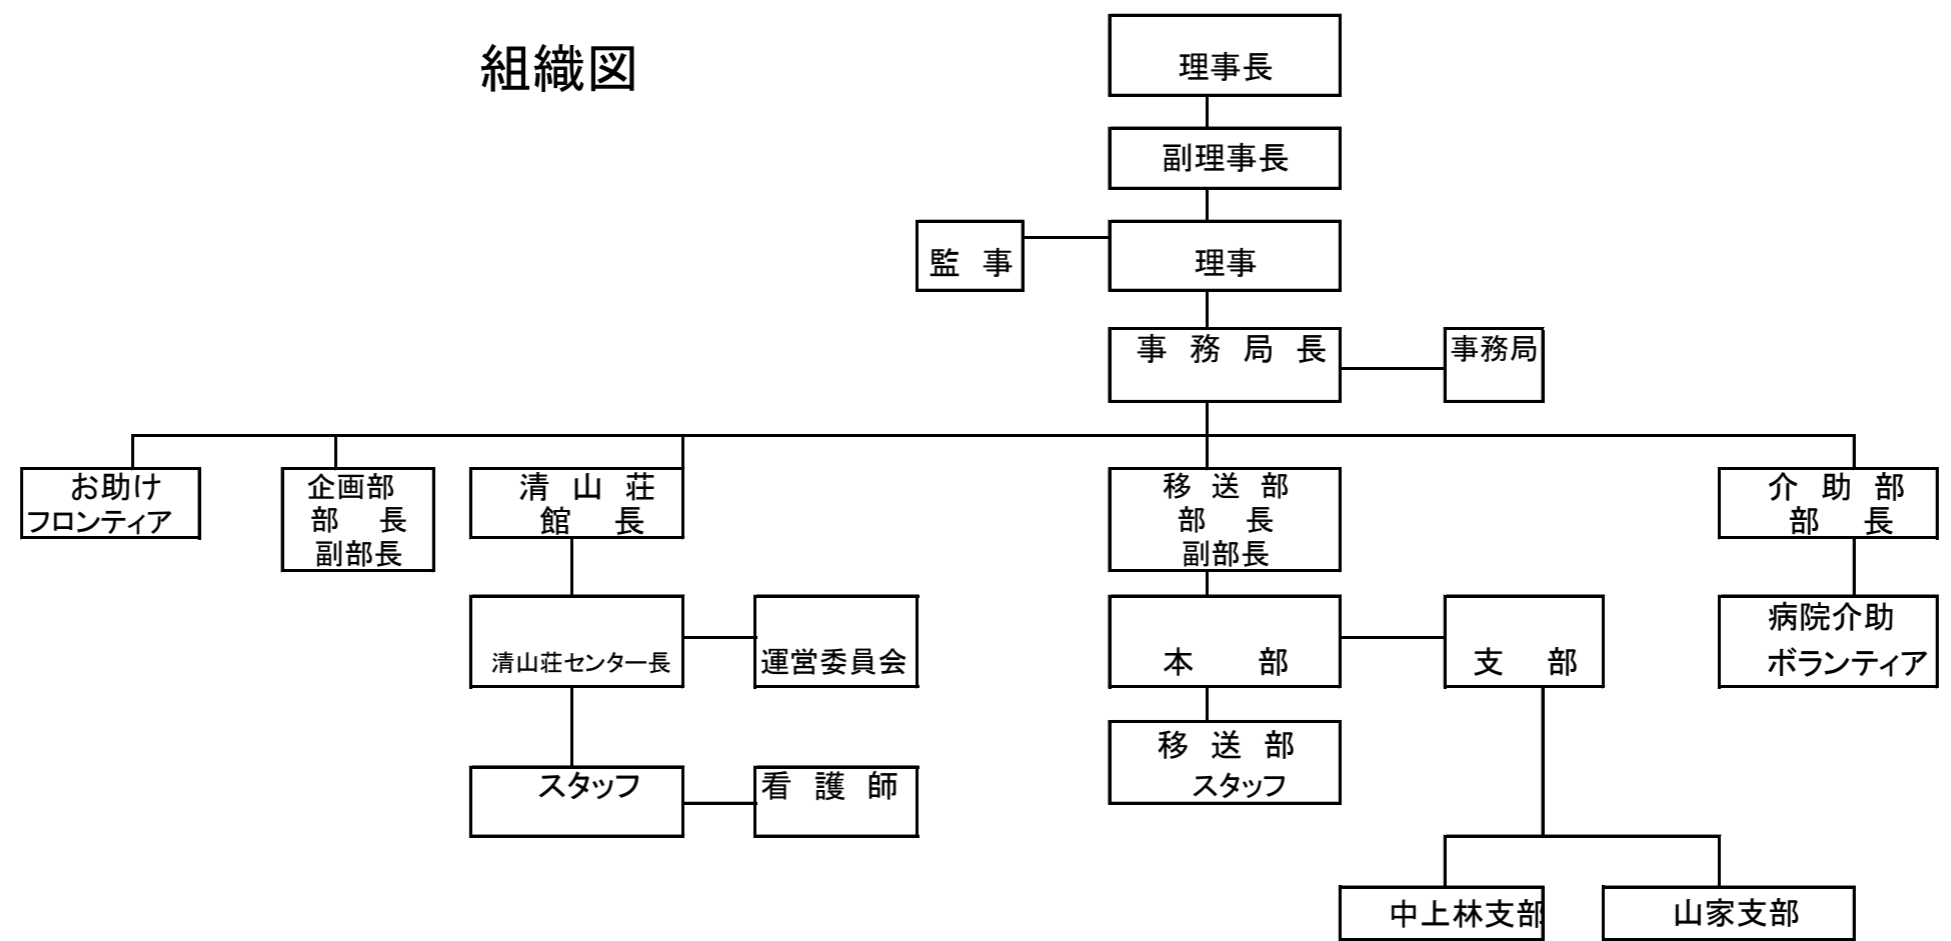 組織図
理事長
副理事長
監 事
理事
事 務 局 長
事務局
お助け
フロンティア
企画部
部 長
副部長
清 山 荘
館 長
移 送 部
部 長
副部長
介 助 部
部 長
清山荘センター長
運営委員会
本 部
支 部
病院介助
ボランティア
スタッフ
看 護 師
移 送 部
スタッフ
中上林支部
山家支部